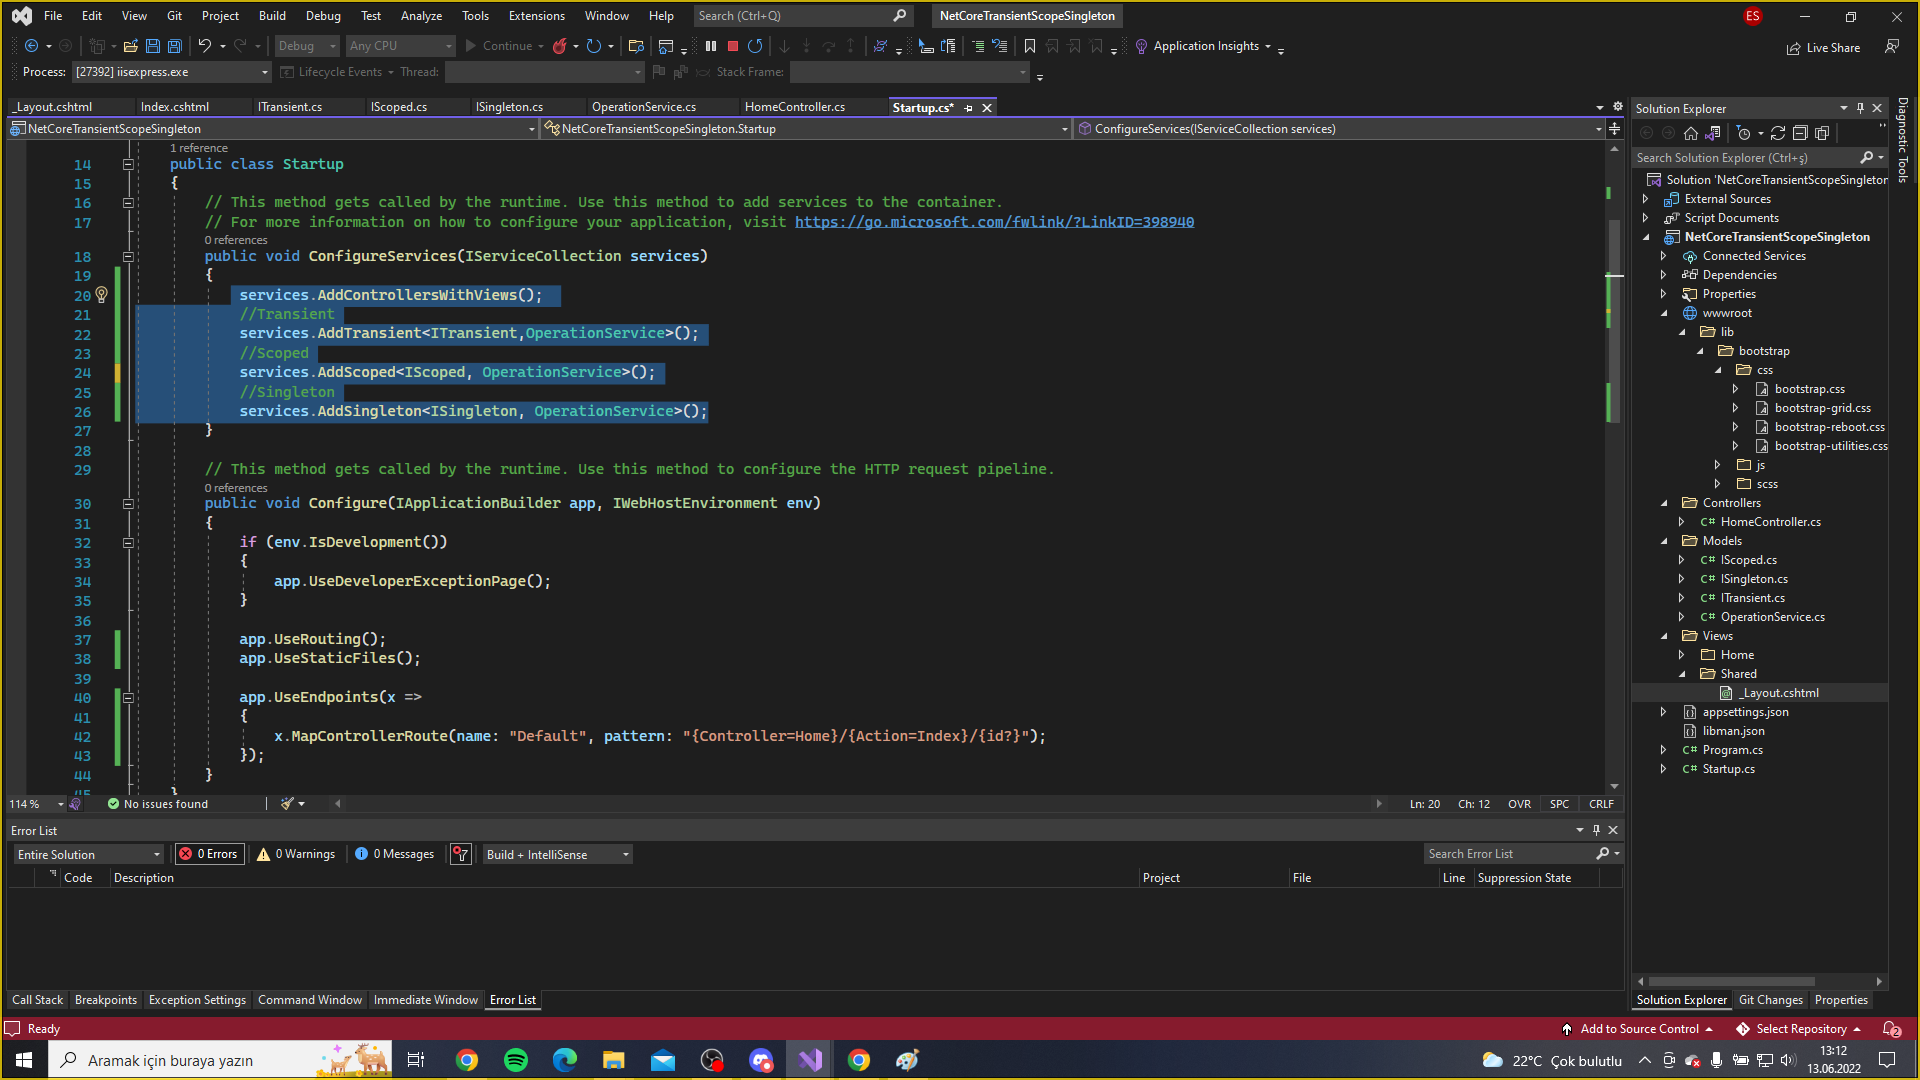 File Edit View Git Project Build Debug Test Analyze Tools Extensions Window Help Search (Ctrl+Q) NetCoreTransientScopeSingleton ES
Debug Any CPU Continue Application Insights Live Share
Process: [27392] iisexpress.exe Lifecycle Events Thread: Stack Frame:
_Layout.cshtml Index.cshtml ITransient.cs IScoped.cs ISingleton.cs OperationService.cs HomeController.cs Startup.cs*
NetCoreTransientScopeSingleton NetCoreTransientScopeSingleton.Startup ConfigureServices(IServiceCollection services)
1 reference
14 public class Startup
15 {
16 // This method gets called by the runtime. Use this method to add services to the container.
17 // For more information on how to configure your application, visit https://go.microsoft.com/fwlink/?LinkID=398940
0 references
18 public void ConfigureServices(IServiceCollection services)
19 {
20 services.AddControllersWithViews();
21 //Transient
22 services.AddTransient<ITransient,OperationService>();
23 //Scoped
24 services.AddScoped<IScoped, OperationService>();
25 //Singleton
26 services.AddSingleton<ISingleton, OperationService>();
27 }
28
29 // This method gets called by the runtime. Use this method to configure the HTTP request pipeline.
0 references
30 public void Configure(IApplicationBuilder app, IWebHostEnvironment env)
31 {
32 if (env.IsDevelopment())
33 {
34 app.UseDeveloperExceptionPage();
35 }
36
37 app.UseRouting();
38 app.UseStaticFiles();
39
40 app.UseEndpoints(x =>
41 {
42 x.MapControllerRoute(name: "Default", pattern: "{Controller=Home}/{Action=Index}/{id?}");
43 });
44 }
45 }
114 % No issues found Ln: 20 Ch: 12 OVR SPC CRLF
Error List
Entire Solution 0 Errors 0 Warnings 0 Messages Build + IntelliSense Search Error List
Code Description Project File Line Suppression State
Call Stack Breakpoints Exception Settings Command Window Immediate Window Error List
Solution Explorer
Search Solution Explorer (Ctrl+ş)
Solution 'NetCoreTransientScopeSingleton
External Sources
Script Documents
NetCoreTransientScopeSingleton
Connected Services
Dependencies
Properties
wwwroot
lib
bootstrap
css
bootstrap.css
bootstrap-grid.css
bootstrap-reboot.css
bootstrap-utilities.css
js
scss
Controllers
C# HomeController.cs
Models
C# IScoped.cs
C# ISingleton.cs
C# ITransient.cs
C# OperationService.cs
Views
Home
Shared
_Layout.cshtml
appsettings.json
libman.json
C# Program.cs
C# Startup.cs
Solution Explorer Git Changes Properties
Diagnostic Tools
Ready Add to Source Control Select Repository 2
Aramak için buraya yazın 22°C Çok bulutlu 13:12
13.06.2022